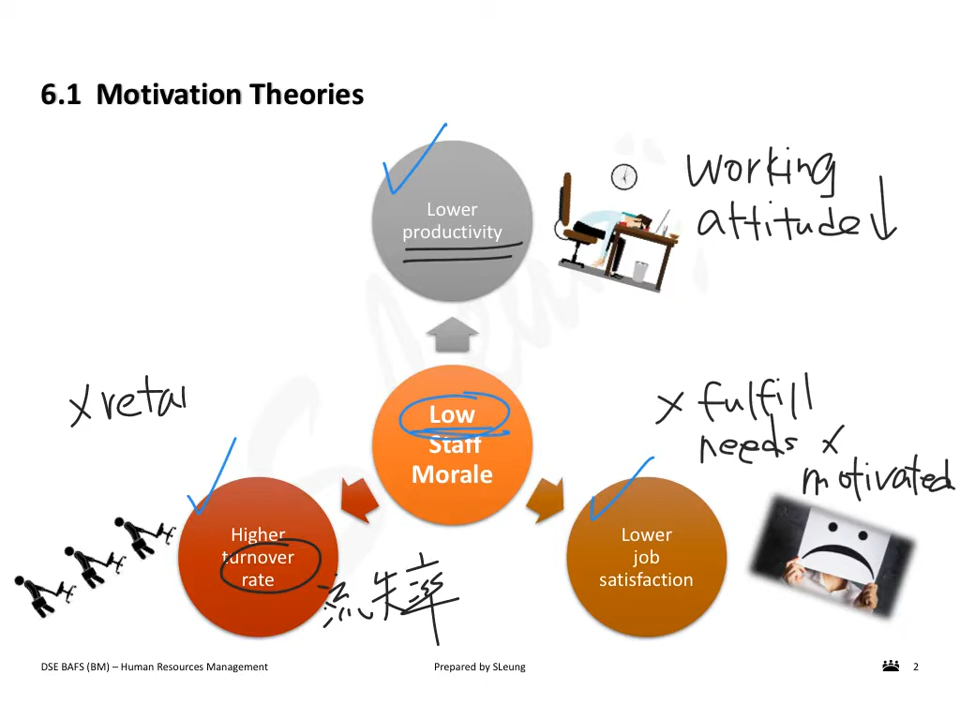 6.1 Motivation Theories
Lower
productivity
working
attitude↓
Low
Staff
Morale
x fulfill
needs x
motivated
Higher
turnover
rate
流失率
Lower
job
satisfaction
DSE BAFS (BM) – Human Resources Management
Prepared by SLeung
2